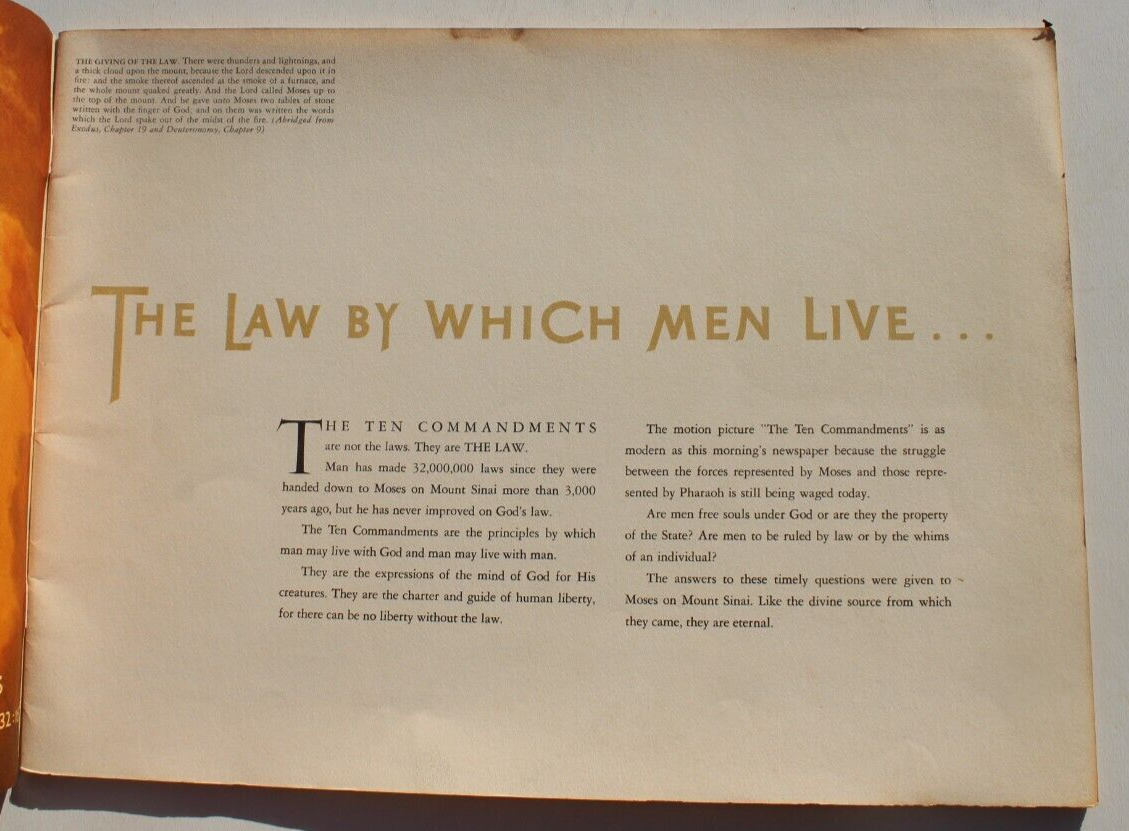 THE GIVING OF THE LAW. There were thunders and lightnings, and
a thick cloud upon the mount, because the Lord descended upon it in
fire: and the smoke thereof ascended as the smoke of a furnace, and
the whole mount quaked greatly. And the Lord called Moses up to
the top of the mount. And he gave unto Moses two tables of stone
written with the finger of God, and on them was written the words
which the Lord spake out of the midst of the fire. (Abridged from
Exodus, Chapter 19 and Deuteronomy, Chapter 9)
THE LAW BY WHICH MEN LIVE...
THE TEN COMMANDMENTS
are not the laws. They are THE LAW.
Man has made 32,000,000 laws since they were
handed down to Moses on Mount Sinai more than 3,000
years ago, but he has never improved on God's law.
The Ten Commandments are the principles by which
man may live with God and man may live with man.
They are the expressions of the mind of God for His
creatures. They are the charter and guide of human liberty,
for there can be no liberty without the law.
The motion picture "The Ten Commandments" is as
modern as this morning's newspaper because the struggle
between the forces represented by Moses and those repre-
sented by Pharaoh is still being waged today.
Are men free souls under God or are they the property
of the State? Are men to be ruled by law or by the whims
of an individual?
The answers to these timely questions were given to
Moses on Mount Sinai. Like the divine source from which
they came, they are eternal.